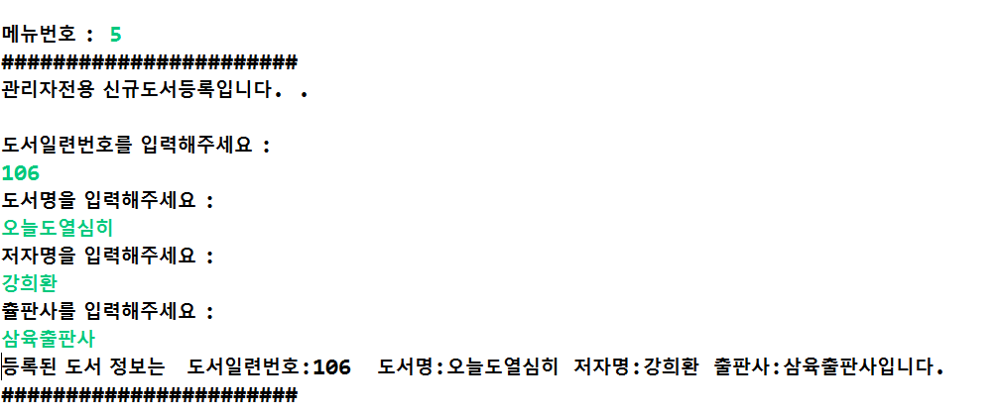 메뉴번호 : 5
#######################
관리자전용 신규도서등록입니다. .
도서일련번호를 입력해주세요 :
106
도서명을 입력해주세요 :
오늘도열심히
저자명을 입력해주세요 :
강희환
츌판사를 입력해주세요 :
삼육출판사
등록된 도서 정보는 도서일련번호:106 도서명:오늘도열심히 저자명:강희환 출판사:삼육출판사입니다.
#######################